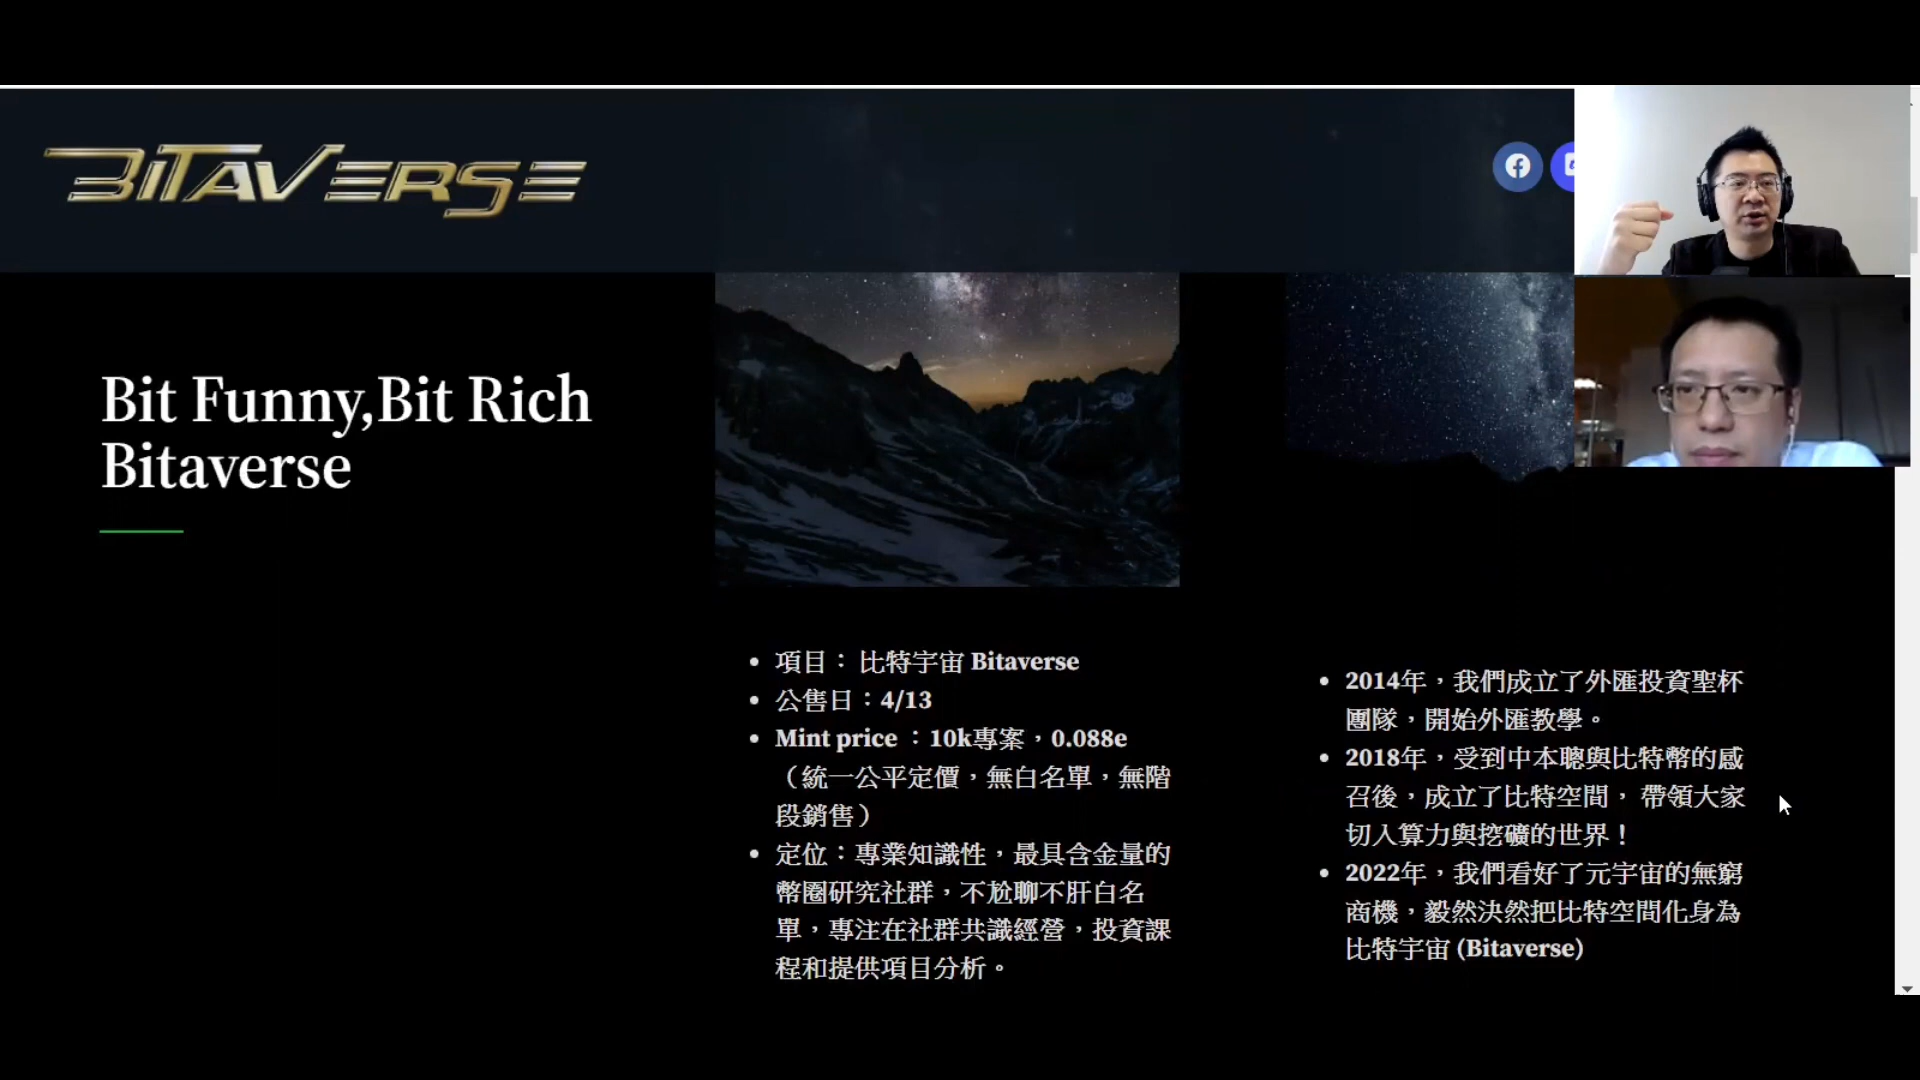 BITAVERSE
Bit Funny,Bit Rich
Bitaverse
項目： 比特宇宙 Bitaverse
公售日：4/13
Mint price ：10k專案，0.088e
（統一公平定價，無白名單，無階
段銷售）
定位：專業知識性，最具含金量的
幣圈研究社群，不尬聊不肝白名
單，專注在社群共識經營，投資課
程和提供項目分析。
2014年，我們成立了外匯投資聖杯
團隊，開始外匯教學。
2018年，受到中本聰與比特幣的感
召後，成立了比特空間， 帶領大家
切入算力與挖礦的世界！
2022年，我們看好了元宇宙的無窮
商機，毅然決然把比特空間化身為
比特宇宙 (Bitaverse)